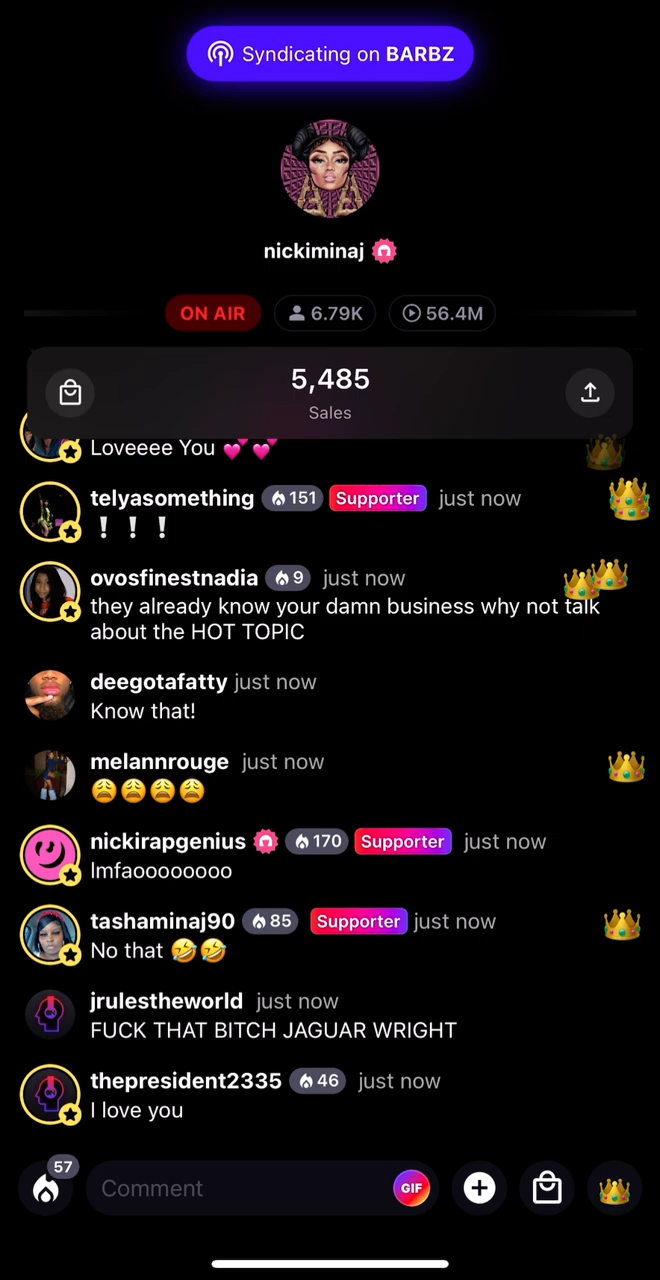 Syndicating on BARBZ
nickiminaj
ON AIR 6.79K 56.4M
5,485
Sales
Loveeee You 💕 💕
telyasomething 151 Supporter just now
❕ ❕ ❕
ovosfinestnadia 9 just now
they already know your damn business why not talk
about the HOT TOPIC
deegotafatty just now
Know that!
melannrouge just now
😩😩😩😩
nickirapgenius 170 Supporter just now
lmfaoooooooo
tashaminaj90 85 Supporter just now
No that 🤣🤣
jrulestheworld just now
FUCK THAT BITCH JAGUAR WRIGHT
thepresident2335 46 just now
I love you
57
Comment GIF